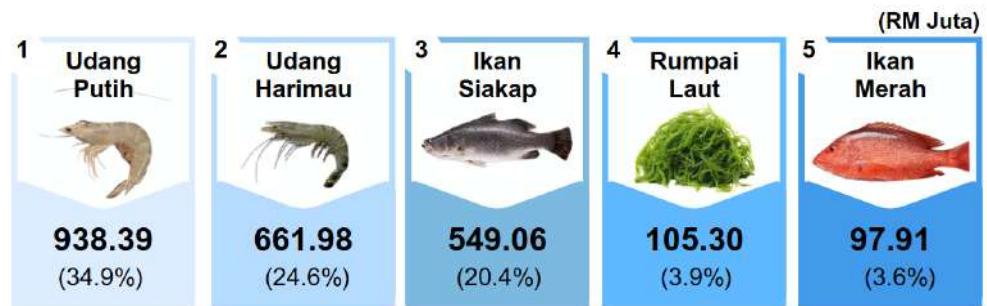 (RM Juta)
1
Udang
Putih
938.39
(34.9%)
2
Udang
Harimau
661.98
(24.6%)
3
Ikan
Siakap
549.06
(20.4%)
4
Rumpai
Laut
105.30
(3.9%)
5
Ikan
Merah
97.91
(3.6%)